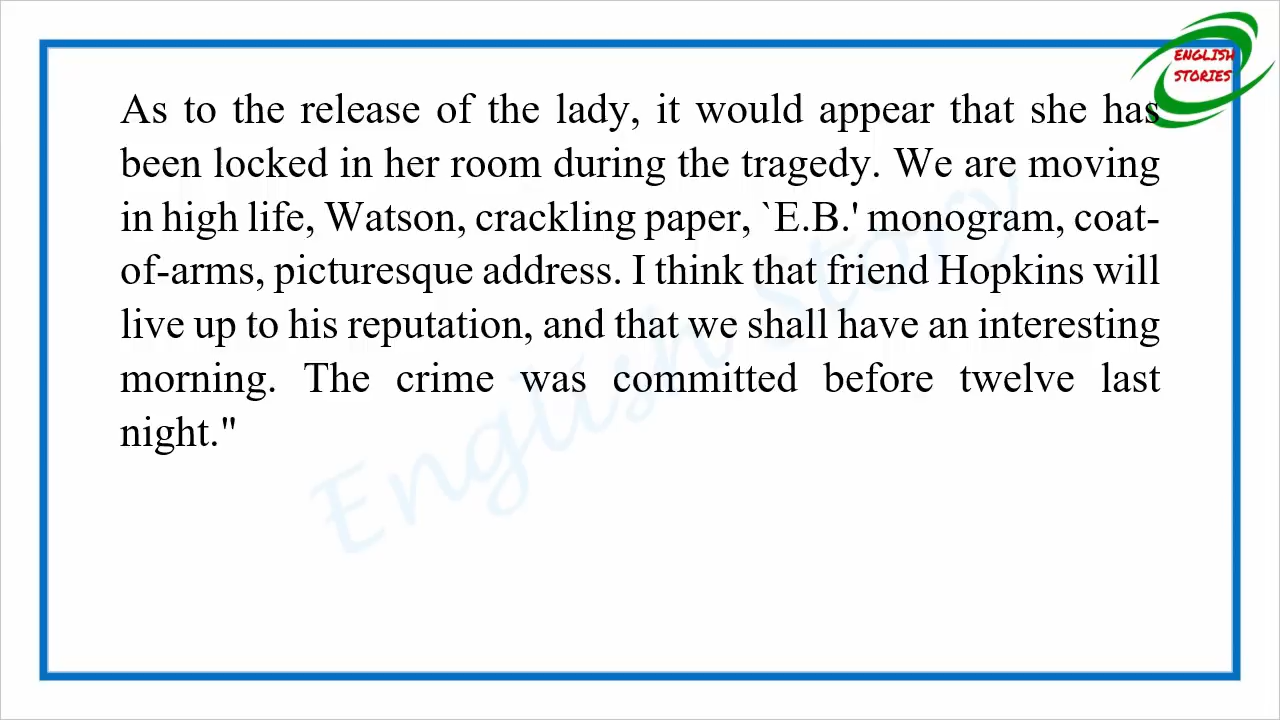 ENGLISH
STORIES
As to the release of the lady, it would appear that she has
been locked in her room during the tragedy. We are moving
in high life, Watson, crackling paper, `E.B.' monogram, coat-
of-arms, picturesque address. I think that friend Hopkins will
live up to his reputation, and that we shall have an interesting
morning. The crime was committed before twelve last
night."
English Story